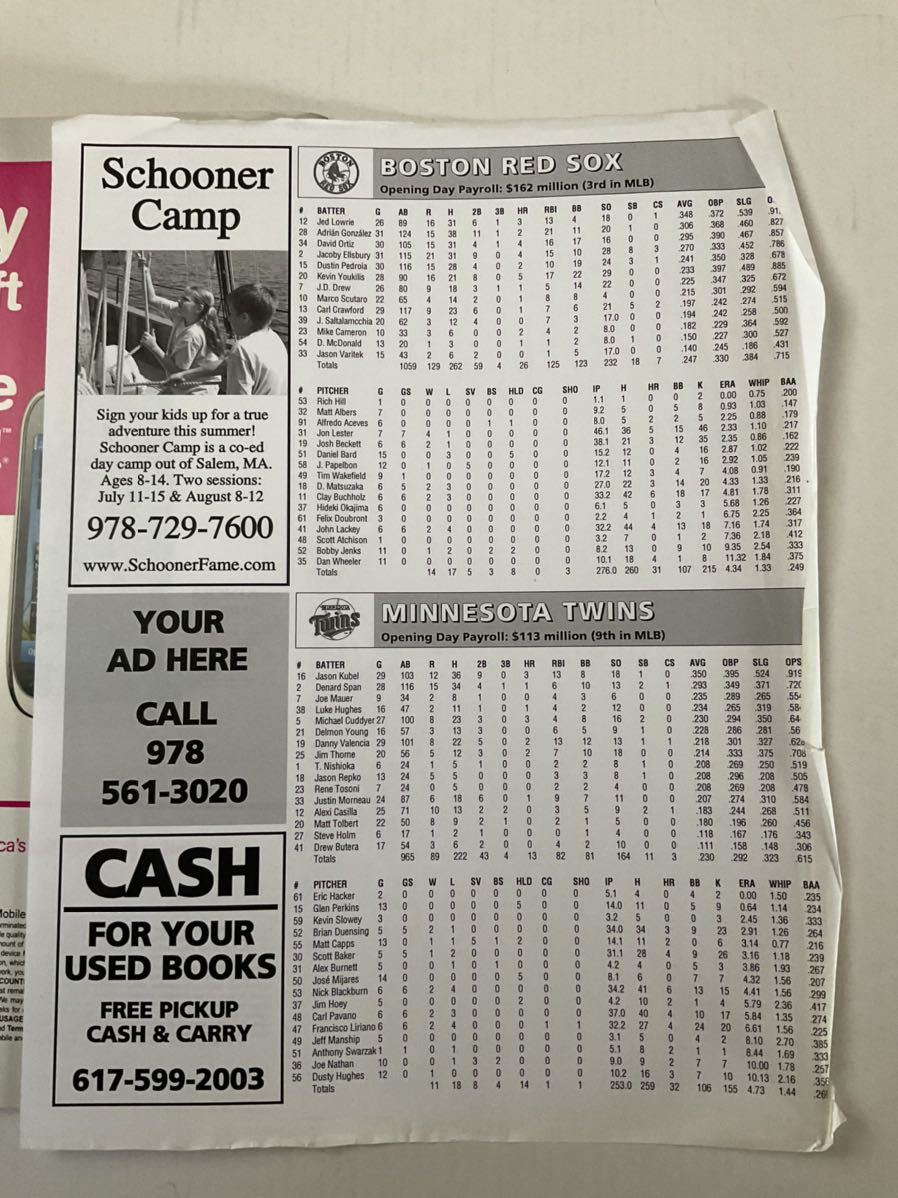 Schooner
Camp
Sign your kids up for a true
adventure this summer!
Schooner Camp is a co-ed
day camp out of Salem, MA.
Ages 8-14. Two sessions:
July 11-15 & August 8-12
978-729-7600
www.SchoonerFame.com
YOUR
AD HERE
CALL
978
561-3020
CASH
FOR YOUR
USED BOOKS
FREE PICKUP
CASH & CARRY
617-599-2003
BOSTON RED SOX
BOSTON RED SOX
Opening Day Payroll: $162 million (3rd in MLB)
# BATTER G AB R H 2B 3B HR RBI BB SO SB CS AVG OBP SLG
12 Jed Lowrie 26 89 16 31 6 1 3 13 4 18 0 1 .348 .372 .539 .91
28 Adrián González 31 124 15 38 11 1 2 21 11 20 1 0 .306 .368 .460 .827
34 David Ortiz 30 105 15 31 4 1 4 16 17 16 0 0 .295 .390 .467 .857
2 Jacoby Ellsbury 31 115 21 31 9 0 4 15 10 28 8 3 .270 .333 .452 .786
15 Dustin Pedroia 30 116 15 28 4 0 2 10 19 24 3 1 .241 .350 .328 .678
20 Kevin Youkilis 28 90 16 21 8 0 5 17 22 29 0 0 .233 .397 .489 .885
7 J.D. Drew 26 80 9 18 3 1 1 5 14 22 0 0 .225 .347 .325 .672
10 Marco Scutaro 22 65 4 14 2 0 1 8 8 4 0 0 .215 .301 .292 .594
13 Carl Crawford 29 117 9 23 6 0 1 7 6 21 5 2 .197 .242 .274 .515
39 J. Saltalamcchia 20 62 3 12 4 0 0 7 3 17.0 0 0 .194 .242 .258 .500
23 Mike Cameron 10 33 3 6 0 0 2 4 2 8.0 0 0 .182 .229 .364 .592
54 D. McDonald 13 20 1 3 0 0 1 1 2 8.0 1 0 .150 .227 .300 .527
33 Jason Varitek 15 43 2 6 2 0 0 1 5 17.0 0 0 .140 .245 .186 .431
Totals 1059 129 262 59 4 26 125 123 232 18 7 .247 .330 .384 .715
# PITCHER G GS W L SV BS HLD CG SHO IP H HR BB K ERA WHIP BAA
53 Rich Hill 1 0 0 0 0 0 0 0 0 1.1 1 0 0 2 0.00 0.75 .200
32 Matt Albers 7 0 0 0 0 0 0 0 0 9.2 5 0 5 8 0.93 1.03 .147
91 Alfredo Aceves 6 0 0 0 0 1 1 0 0 8.0 5 2 2 5 2.25 0.88 .179
31 Jon Lester 7 7 4 1 0 0 0 0 0 46.1 36 5 15 46 2.33 1.10 .217
19 Josh Beckett 6 6 2 1 0 0 0 0 0 38.1 21 3 12 35 2.35 0.86 .162
51 Daniel Bard 15 0 0 3 0 0 5 0 0 15.2 12 0 4 16 2.87 1.02 .222
58 J. Papelbon 12 0 1 0 5 0 0 0 0 12.1 11 0 2 16 2.92 1.05 .239
49 Tim Wakefield 9 1 0 0 0 0 0 0 0 17.2 12 3 4 7 4.08 0.91 .190
18 D. Matsuzaka 6 5 2 3 0 0 0 0 0 27.0 22 3 14 20 4.33 1.33 .216
11 Clay Buchholz 6 6 2 3 0 0 0 0 0 33.2 42 6 18 17 4.81 1.78 .311
37 Hideki Okajima 6 0 0 0 0 0 0 0 0 6.1 5 0 3 3 5.68 1.26 .227
61 Felix Doubront 3 0 0 0 0 0 0 0 0 2.2 4 1 2 1 6.75 2.25 .364
41 John Lackey 6 6 2 4 0 0 0 0 0 32.2 44 4 13 18 7.16 1.74 .317
48 Scott Atchison 1 0 0 0 0 0 0 0 0 3.2 7 0 1 2 7.36 2.18 .412
52 Bobby Jenks 11 0 1 2 0 2 2 0 0 8.2 13 0 9 10 9.35 2.54 .333
35 Dan Wheeler 11 0 0 0 0 0 0 0 0 10.1 18 4 1 8 11.32 1.84 .375
Totals 14 17 5 3 8 0 3 276.0 260 31 107 215 4.34 1.33 .249
MINNESOTA Twins
MINNESOTA TWINS
Opening Day Payroll: $113 million (9th in MLB)
# BATTER G AB R H 2B 3B HR RBI BB SO SB CS AVG OBP SLG OPS
16 Jason Kubel 29 103 12 36 9 0 3 13 8 18 1 0 .350 .395 .524 .919
2 Denard Span 28 116 15 34 4 1 1 6 10 13 2 1 .293 .349 .371 .720
7 Joe Mauer 9 34 2 8 1 0 0 4 3 6 0 0 .235 .289 .265 .554
38 Luke Hughes 16 47 2 11 1 0 1 4 2 12 0 0 .234 .265 .319 .58
5 Michael Cuddyer 27 100 8 23 3 0 3 4 8 16 2 0 .230 .294 .350 .64
21 Delmon Young 16 57 3 13 3 0 0 6 5 9 1 0 .228 .286 .281 .56
19 Danny Valencia 29 101 8 22 5 0 2 13 12 13 1 1 .218 .301 .327 .628
25 Jim Thome 20 56 5 12 3 0 2 7 0 18 0 0 .214 .333 .375 .708
1 T. Nishioka 6 24 1 5 1 0 0 2 2 8 1 0 .208 .269 .250 .519
18 Jason Repko 13 24 5 5 0 0 0 3 3 8 1 0 .208 .296 .208 .505
23 Rene Tosoni 7 24 0 5 0 0 0 2 2 4 0 0 .208 .269 .208 .478
33 Justin Morneau 24 87 6 18 6 0 1 9 7 11 0 0 .207 .274 .310 .584
12 Alexi Casilla 25 71 10 13 2 2 0 3 5 9 2 1 .183 .244 .268 .511
20 Matt Tolbert 22 50 8 9 2 1 0 2 1 5 0 0 .180 .196 .260 .456
27 Steve Holm 6 17 1 2 1 0 0 0 1 4 0 0 .118 .167 .176 .343
41 Drew Butera 17 54 3 6 2 0 0 4 2 10 0 0 .111 .158 .148 .306
Totals 965 89 222 43 4 13 82 81 164 11 3 .230 .292 .323 .615
# PITCHER G GS W L SV BS HLD CG SHO IP H HR BB K ERA WHIP BAA
61 Eric Hacker 2 0 0 0 0 0 0 0 0 5.1 4 0 4 2 0.00 1.50 .235
15 Glen Perkins 13 0 0 0 0 0 5 0 0 14.0 11 0 5 9 0.64 1.14 .234
59 Kevin Slowey 3 0 0 0 0 0 0 0 0 3.2 5 0 0 3 2.45 1.36 .333
52 Brian Duensing 5 5 2 1 0 0 0 0 0 34.0 34 3 9 23 2.91 1.26 .264
55 Matt Capps 13 0 1 1 5 1 2 0 0 14.1 11 2 0 6 3.14 0.77 .216
30 Scott Baker 5 5 1 2 0 0 0 0 0 31.1 28 4 9 26 3.16 1.18 .239
31 Alex Burnett 5 0 0 1 0 1 0 0 0 4.2 4 0 5 3 3.86 1.93 .267
50 José Mijares 14 0 0 0 0 0 5 0 0 8.1 6 0 7 7 4.32 1.56 .207
53 Nick Blackburn 6 6 2 4 0 0 0 0 0 34.2 41 6 13 15 4.41 1.56 .299
37 Jim Hoey 5 0 0 0 0 0 2 0 0 4.2 10 2 1 4 5.79 2.36 .417
48 Carl Pavano 6 6 2 3 0 0 0 0 0 37.0 40 4 10 17 5.84 1.35 .274
47 Francisco Liriano 6 6 2 4 0 0 0 1 1 32.2 27 4 24 20 6.61 1.56 .225
49 Jeff Manship 5 0 0 0 0 0 0 0 0 3.1 5 0 4 2 8.10 2.70 .385
51 Anthony Swarzak 1 1 0 1 0 0 0 0 0 5.1 8 2 1 1 8.44 1.69 .333
36 Joe Nathan 10 0 0 1 3 2 0 0 0 9.0 9 2 7 7 10.00 1.78 .257
56 Dusty Hughes 12 0 1 0 0 0 0 0 0 10.2 16 3 7 10 10.13 2.16 .356
Totals 11 18 8 4 14 1 1 253.0 259 32 106 155 4.73 1.44 .26